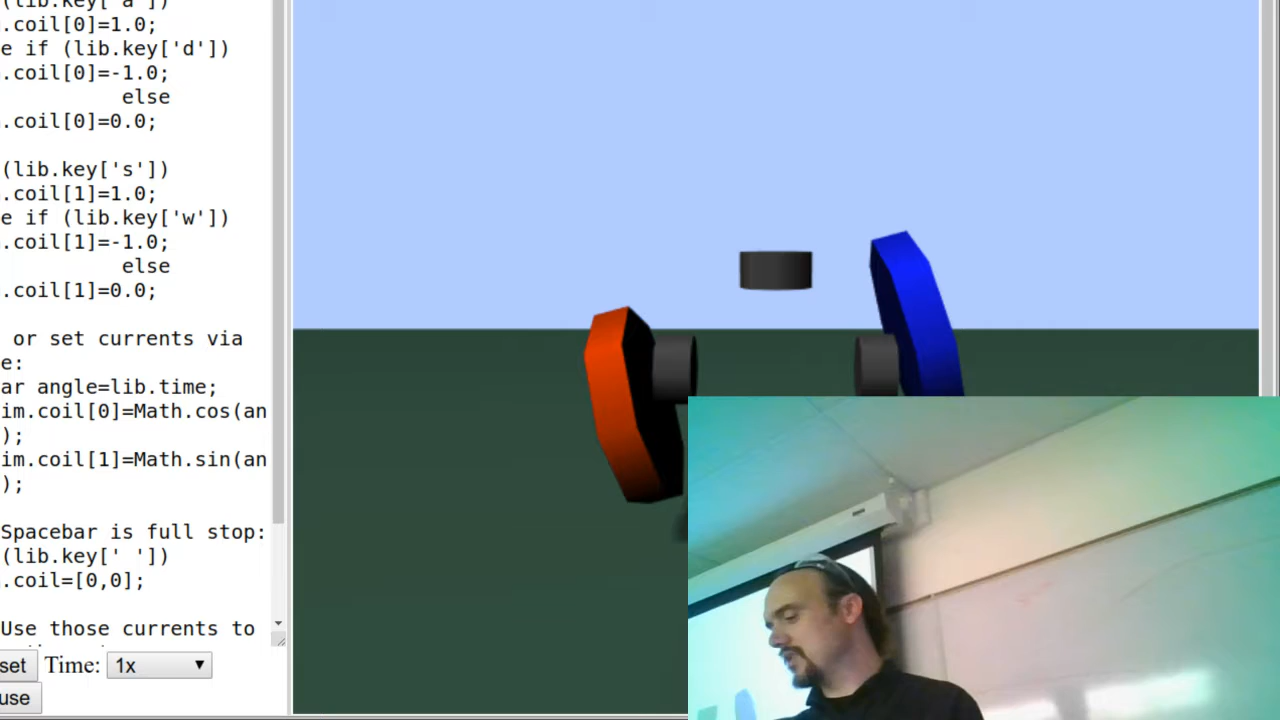 (lib.key['a'])
.coil[0]=1.0;
e if (lib.key['d'])
.coil[0]=-1.0;
else
.coil[0]=0.0;
(lib.key['s'])
.coil[1]=1.0;
e if (lib.key['w'])
.coil[1]=-1.0;
else
.coil[1]=0.0;
or set currents via
e:
ar angle=lib.time;
im.coil[0]=Math.cos(an
);
im.coil[1]=Math.sin(an
);
Spacebar is full stop:
(lib.key[' '])
.coil=[0,0];
Use those currents to
set Time: 1x
use